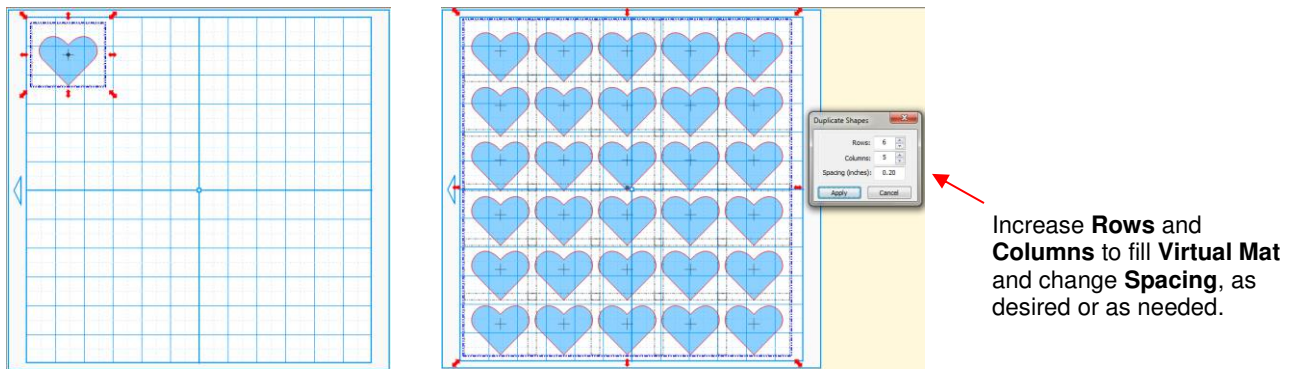 Duplicate Shapes
Rows: 6
Columns: 5
Spacing (inches): 0.20
Apply Cancel
Increase Rows and
Columns to fill Virtual Mat
and change Spacing, as
desired or as needed.